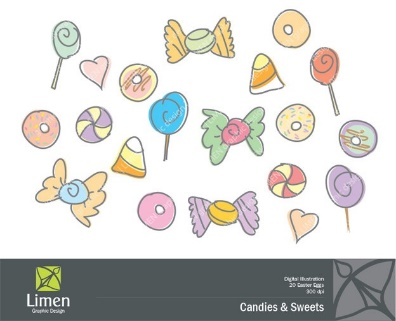 Limen
Graphic Design
Digital Illustration
20 Easter Eggs
300 dpi
Candies & Sweets